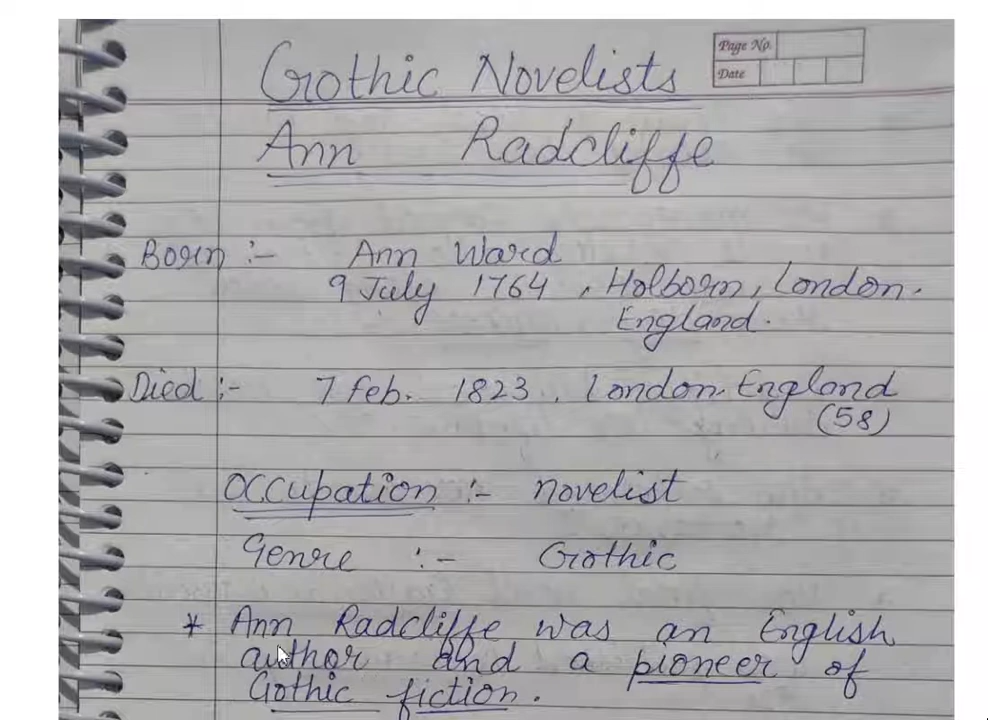 Page No.
Date
Gothic Novelists
Ann Radcliffe
Born :- Ann Ward
9 July 1764, Holborn, London.
England.
Died :- 7 Feb. 1823, London. England
(58)
Occupation :- novelist
Genre :- Gothic
* Ann Radcliffe was an English
author and a pioneer of
Gothic fiction.